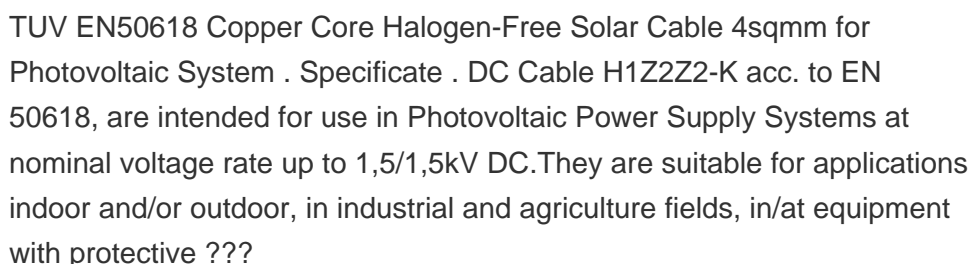 TUV EN50618 Copper Core Halogen-Free Solar Cable 4sqmm for
Photovoltaic System . Specificate . DC Cable H1Z2Z2-K acc. to EN
50618, are intended for use in Photovoltaic Power Supply Systems at
nominal voltage rate up to 1,5/1,5kV DC.They are suitable for applications
indoor and/or outdoor, in industrial and agriculture fields, in/at equipment
with protective ???